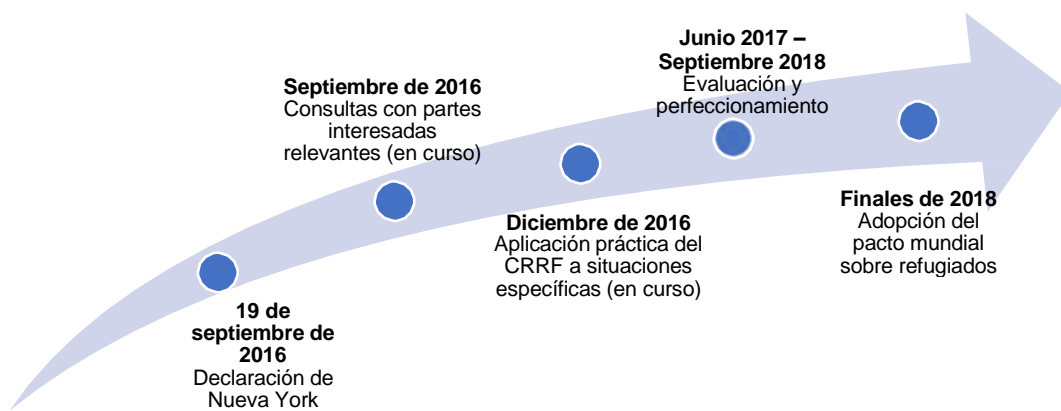 19 de
septiembre de
2016
Declaración de
Nueva York
Septiembre de 2016
Consultas con partes
interesadas
relevantes (en curso)
Diciembre de 2016
Aplicación práctica del
CRRF a situaciones
específicas (en curso)
Junio 2017 –
Septiembre 2018
Evaluación y
perfeccionamiento
Finales de 2018
Adopción del
pacto mundial
sobre refugiados